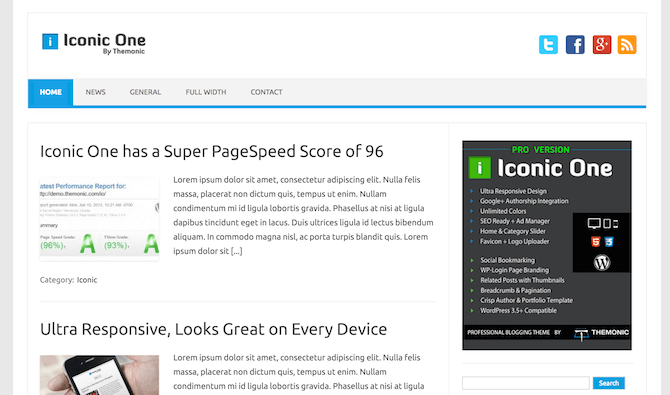 i Iconic One
By Themonic
HOME NEWS GENERAL FULL WIDTH CONTACT
Iconic One has a Super PageSpeed Score of 96
atest Performance Report for:
Page Speed Grade: YSlow Grade:
(96%) A (93%) A
Lorem ipsum dolor sit amet, consectetur adipiscing elit. Nulla felis
massa, placerat non dictum quis, tempus ut enim. Nullam
condimentum mi id ligula lobortis gravida. Phasellus at nisi at ligula
dapibus tincidunt eget in lacus. Duis ultrices ligula id lectus bibendum
aliquam. In commodo magna nisl, ac porta turpis blandit quis. Lorem
ipsum dolor sit [...]
Category: Iconic
Ultra Responsive, Looks Great on Every Device
Lorem ipsum dolor sit amet, consectetur adipiscing elit. Nulla felis
massa, placerat non dictum quis, tempus ut enim. Nullam
condimentum mi id ligula lobortis gravida. Phasellus at nisi at ligula
PRO VERSION
i Iconic One
Ultra Responsive Design
Google+ Authorship Integration
Unlimited Colors
SEO Ready + Ad Manager
Home & Category Slider
Favicon + Logo Uploader
Social Bookmarking
WP-Login Page Branding
Related Posts with Thumbnails
Breadcrumb & Pagination
Crisp Author & Portfolio Template
WordPress 3.5+ Compatible
PROFESSIONAL BLOGGING THEME BY THEMONIC
Search